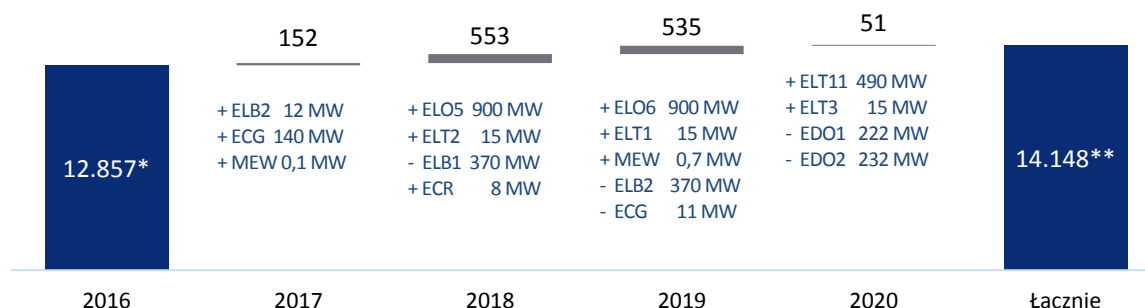 152
553
535
51
+ ELB2 12 MW
+ ECG 140 MW
+ MEW 0,1 MW
+ ELO5 900 MW
+ ELT2 15 MW
- ELB1 370 MW
+ ECR 8 MW
+ ELO6 900 MW
+ ELT1 15 MW
+ MEW 0,7 MW
- ELB2 370 MW
- ECG 11 MW
+ ELT11 490 MW
+ ELT3 15 MW
- EDO1 222 MW
- EDO2 232 MW
12.857*
14.148**
2016
2017
2018
2019
2020
Łącznie